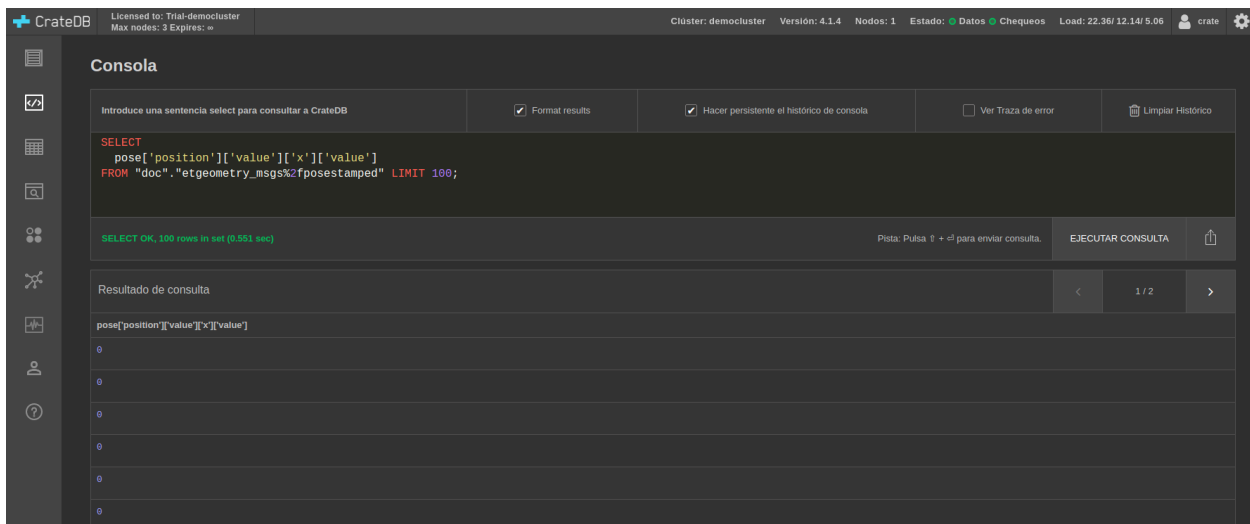 CrateDB
Licensed to: Trial-democluster
Max nodes: 3 Expires: ∞
Clúster: democluster Versión: 4.1.4 Nodos: 1 Estado: Datos Chequeos Load: 22.36/ 12.14/ 5.06 crate
Consola
Introduce una sentencia select para consultar a CrateDB Format results Hacer persistente el histórico de consola Ver Traza de error Limpiar Histórico
SELECT
pose['position']['value']['x']['value']
FROM "doc"."etgeometry_msgs%2fposestamped" LIMIT 100;
SELECT OK, 100 rows in set (0.551 sec) Pista: Pulsa ⇧ + ⏎ para enviar consulta. EJECUTAR CONSULTA
Resultado de consulta < 1 / 2 >
pose['position']['value']['x']['value']
0
0
0
0
0
0